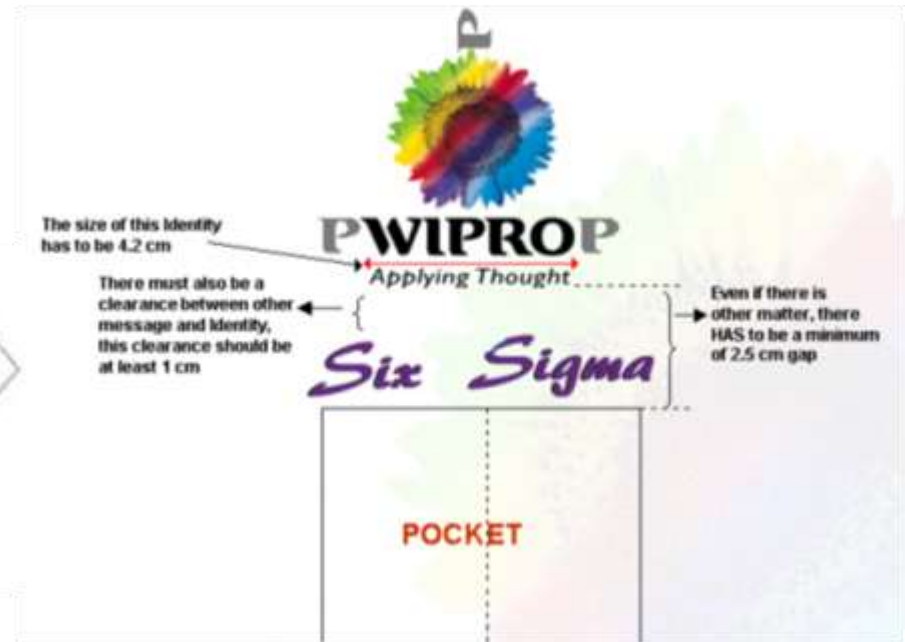 P
PWIPROP
Applying Thought
The size of this Identity
has to be 4.2 cm
There must also be a
clearance between other
message and Identity,
this clearance should be
at least 1 cm
Even if there is
other matter, there
HAS to be a minimum
of 2.5 cm gap
Six Sigma
POCKET